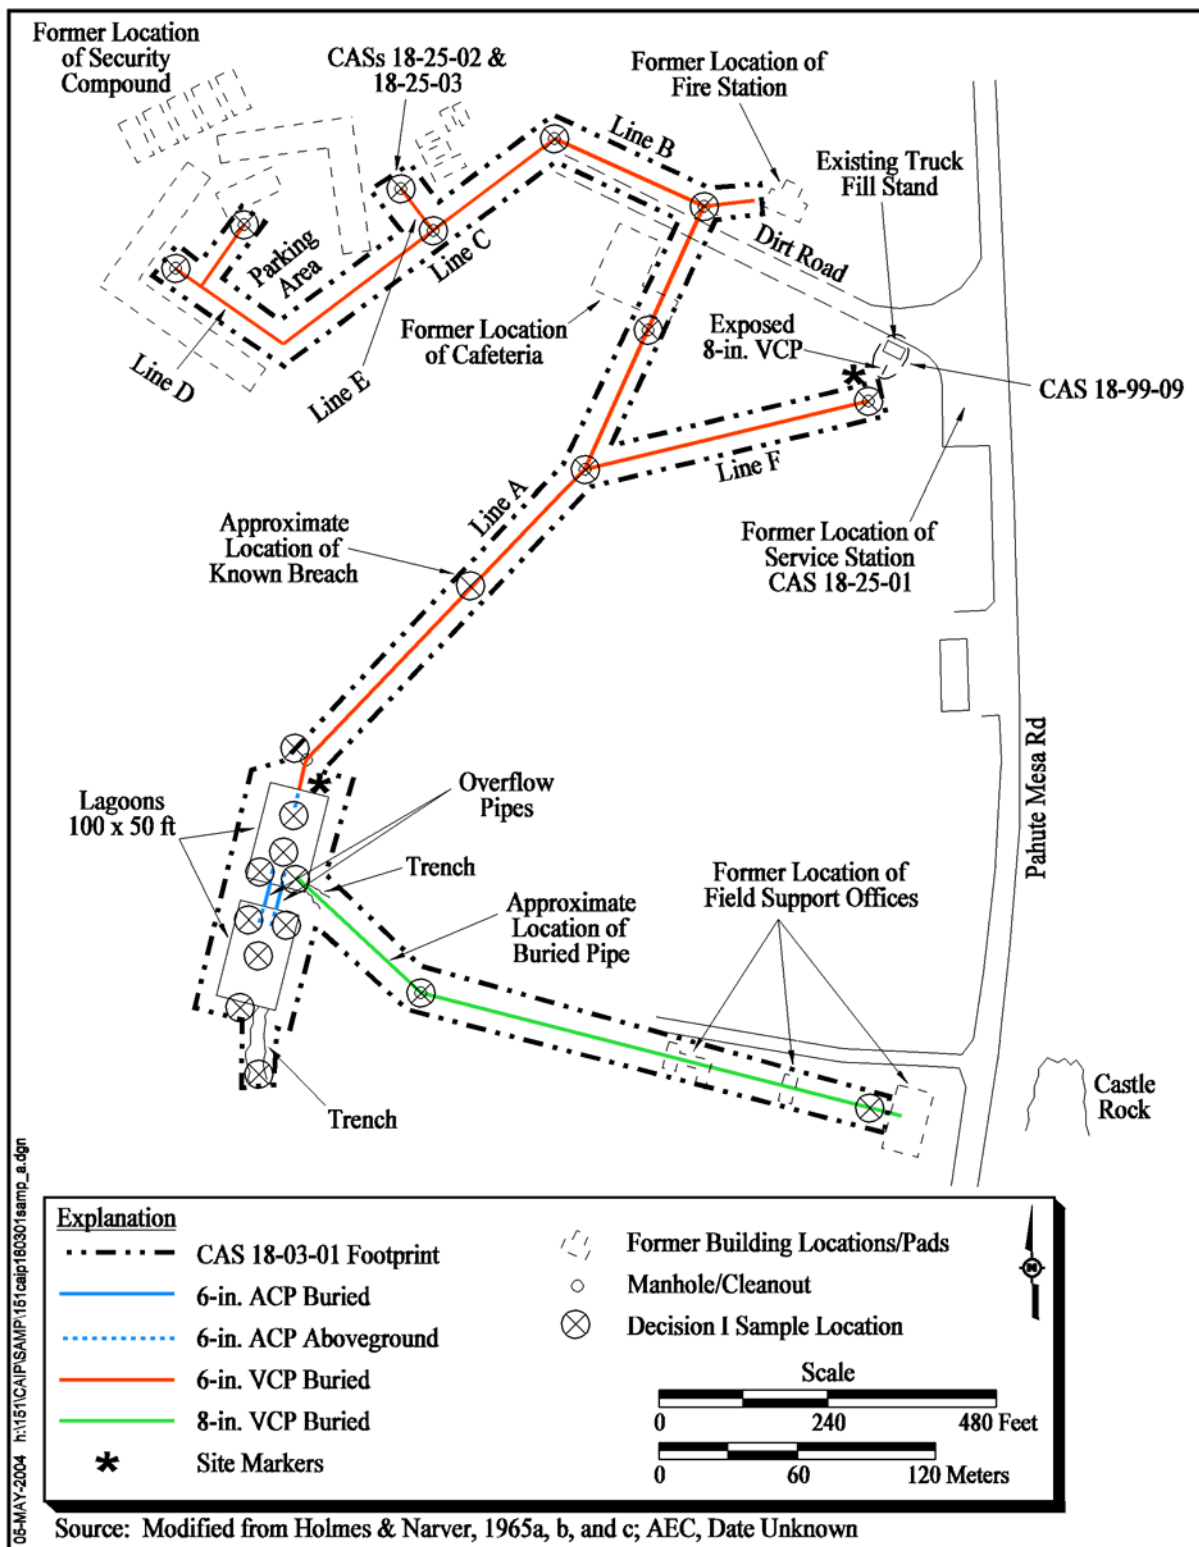 Former Location
of Security
Compound
CASs 18-25-02 &
18-25-03
Former Location of
Fire Station
Line B
Existing Truck
Fill Stand
Parking
Area
Line C
Dirt Road
Former Location
of Cafeteria
Exposed
8-in. VCP
CAS 18-99-09
Line D
Line E
Line F
Line A
Approximate
Location of
Known Breach
Former Location of
Service Station
CAS 18-25-01
Pahute Mesa Rd
Lagoons
100 x 50 ft
Overflow
Pipes
Trench
Former Location of
Field Support Offices
Approximate
Location of
Buried Pipe
Castle
Rock
Trench
05-MAY-2004 h:\151\CAIP\SAMP\151caip180301samp_a.dgn
Explanation
CAS 18-03-01 Footprint
6-in. ACP Buried
6-in. ACP Aboveground
6-in. VCP Buried
8-in. VCP Buried
Site Markers
Former Building Locations/Pads
Manhole/Cleanout
Decision I Sample Location
N
Scale
0 240 480 Feet
0 60 120 Meters
Source: Modified from Holmes & Narver, 1965a, b, and c; AEC, Date Unknown